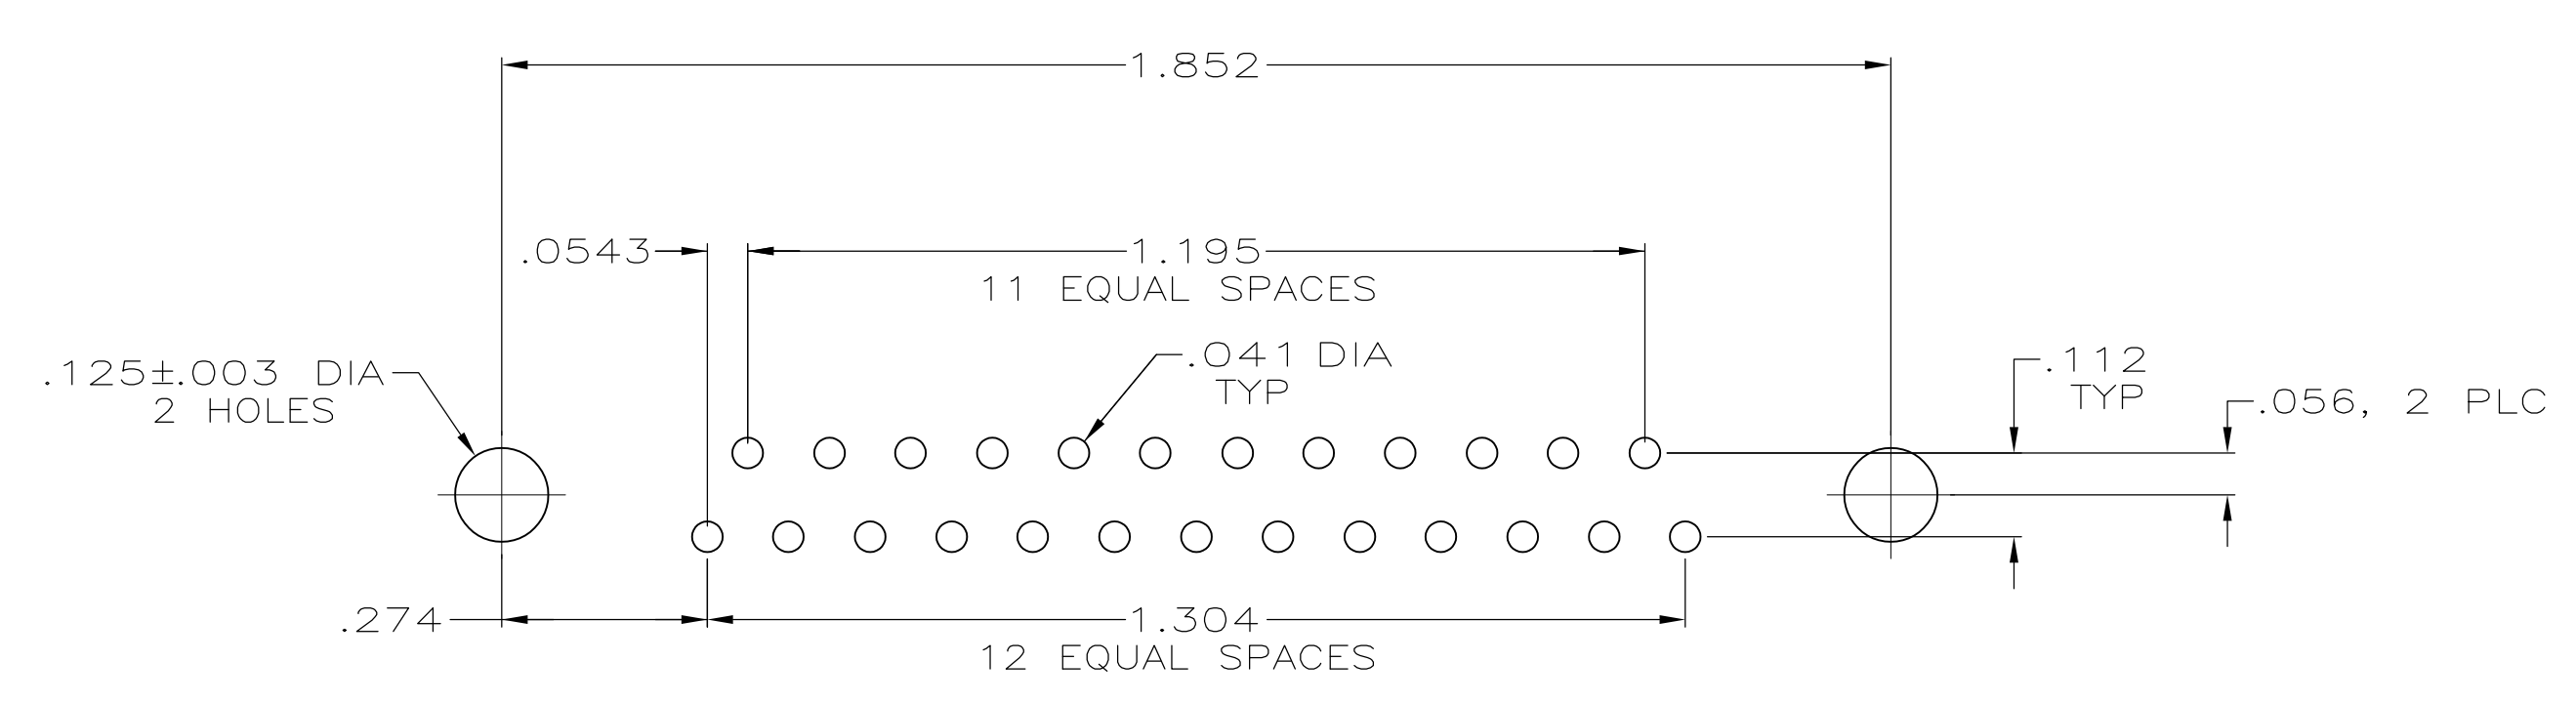 1.852
.0543
1.195
11 EQUAL SPACES
.041 DIA
TYP
.125±.003 DIA
2 HOLES
.112
TYP
.056, 2 PLC
.274
1.304
12 EQUAL SPACES